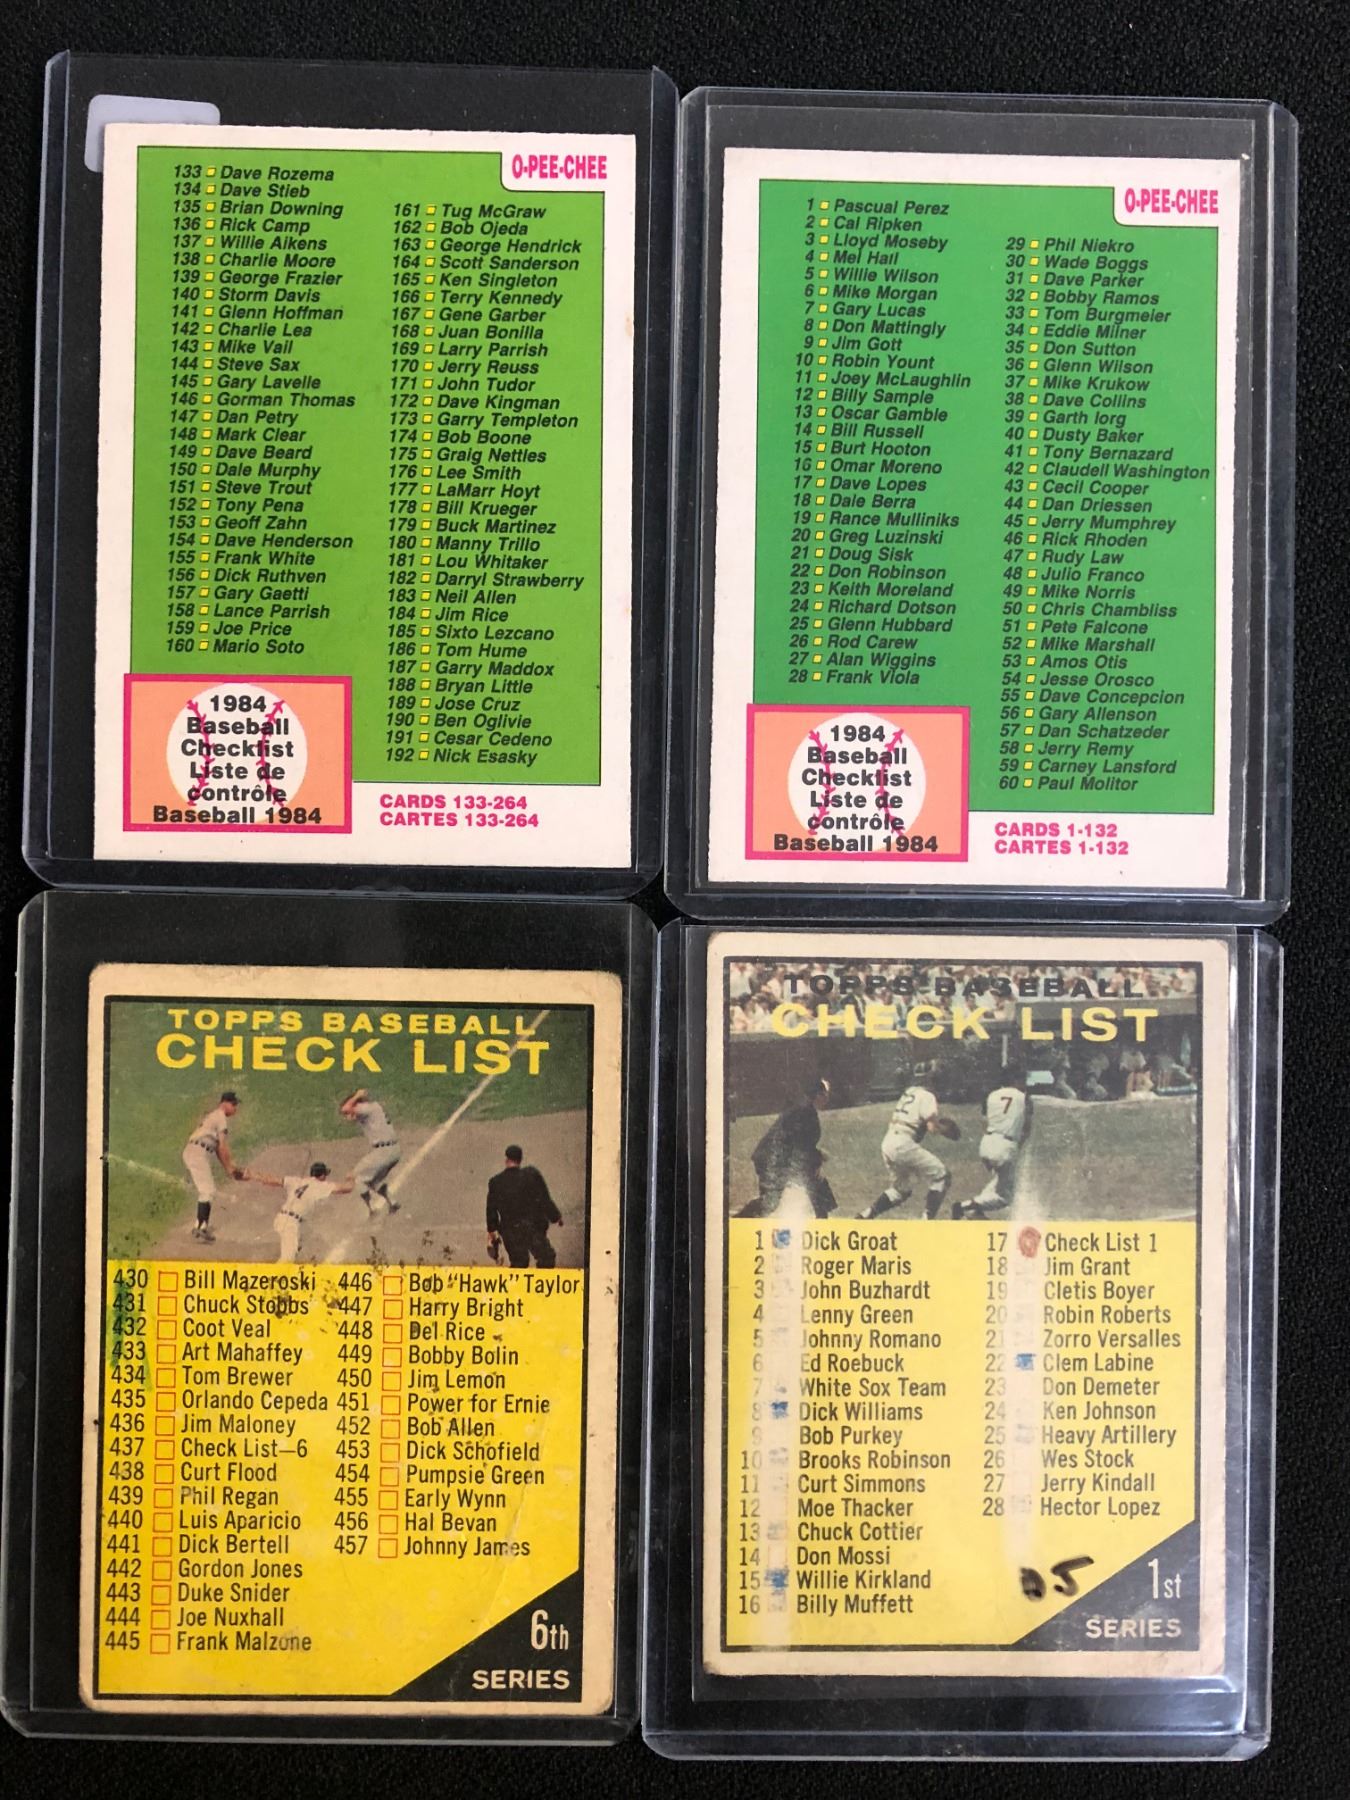 O-PEE-CHEE
133 Dave Rozema
134 Dave Stieb
135 Brian Downing
136 Rick Camp
137 Willie Aikens
138 Charlie Moore
139 George Frazier
140 Storm Davis
141 Glenn Hoffman
142 Charlie Lea
143 Mike Vail
144 Steve Sax
145 Gary Lavelle
146 Gorman Thomas
147 Dan Petry
148 Mark Clear
149 Dave Beard
150 Dale Murphy
151 Steve Trout
152 Tony Pena
153 Geoff Zahn
154 Dave Henderson
155 Frank White
156 Dick Ruthven
157 Gary Gaetti
158 Lance Parrish
159 Joe Price
160 Mario Soto
161 Tug McGraw
162 Bob Ojeda
163 George Hendrick
164 Scott Sanderson
165 Ken Singleton
166 Terry Kennedy
167 Gene Garber
168 Juan Bonilla
169 Larry Parrish
170 Jerry Reuss
171 John Tudor
172 Dave Kingman
173 Garry Templeton
174 Bob Boone
175 Graig Nettles
176 Lee Smith
177 LaMarr Hoyt
178 Bill Krueger
179 Buck Martinez
180 Manny Trillo
181 Lou Whitaker
182 Darryl Strawberry
183 Neil Allen
184 Jim Rice
185 Sixto Lezcano
186 Tom Hume
187 Garry Maddox
188 Bryan Little
189 Jose Cruz
190 Ben Oglivie
191 Cesar Cedeno
192 Nick Esasky
1984
Baseball
Checklist
Liste de
contrôle
Baseball 1984
CARDS 133-264
CARTES 133-264
O-PEE-CHEE
1 Pascual Perez
2 Cal Ripken
3 Lloyd Moseby
4 Mel Hall
5 Willie Wilson
6 Mike Morgan
7 Gary Lucas
8 Don Mattingly
9 Jim Gott
10 Robin Yount
11 Joey McLaughlin
12 Billy Sample
13 Oscar Gamble
14 Bill Russell
15 Burt Hooton
16 Omar Moreno
17 Dave Lopes
18 Dale Berra
19 Rance Mulliniks
20 Greg Luzinski
21 Doug Sisk
22 Don Robinson
23 Keith Moreland
24 Richard Dotson
25 Glenn Hubbard
26 Rod Carew
27 Alan Wiggins
28 Frank Viola
29 Phil Niekro
30 Wade Boggs
31 Dave Parker
32 Bobby Ramos
33 Tom Burgmeier
34 Eddie Milner
35 Don Sutton
36 Glenn Wilson
37 Mike Krukow
38 Dave Collins
39 Garth Iorg
40 Dusty Baker
41 Tony Bernazard
42 Claudell Washington
43 Cecil Cooper
44 Dan Driessen
45 Jerry Mumphrey
46 Rick Rhoden
47 Rudy Law
48 Julio Franco
49 Mike Norris
50 Chris Chambliss
51 Pete Falcone
52 Mike Marshall
53 Amos Otis
54 Jesse Orosco
55 Dave Concepcion
56 Gary Allenson
57 Dan Schatzeder
58 Jerry Remy
59 Carney Lansford
60 Paul Molitor
1984
Baseball
Checklist
Liste de
contrôle
Baseball 1984
CARDS 1-132
CARTES 1-132
TOPPS BASEBALL
CHECK LIST
4
430 Bill Mazeroski
431 Chuck Stobbs
432 Coot Veal
433 Art Mahaffey
434 Tom Brewer
435 Orlando Cepeda
436 Jim Maloney
437 Check List—6
438 Curt Flood
439 Phil Regan
440 Luis Aparicio
441 Dick Bertell
442 Gordon Jones
443 Duke Snider
444 Joe Nuxhall
445 Frank Malzone
446 Bob "Hawk" Taylor
447 Harry Bright
448 Del Rice
449 Bobby Bolin
450 Jim Lemon
451 Power for Ernie
452 Bob Allen
453 Dick Schofield
454 Pumpsie Green
455 Early Wynn
456 Hal Bevan
457 Johnny James
6th
SERIES
TOPPS BASEBALL
CHECK LIST
7
1 Dick Groat
2 Roger Maris
3 John Buzhardt
4 Lenny Green
5 Johnny Romano
6 Ed Roebuck
7 White Sox Team
8 Dick Williams
9 Bob Purkey
10 Brooks Robinson
11 Curt Simmons
12 Moe Thacker
13 Chuck Cottier
14 Don Mossi
15 Willie Kirkland
16 Billy Muffett
17 Check List 1
18 Jim Grant
19 Cletis Boyer
20 Robin Roberts
21 Zorro Versalles
22 Clem Labine
23 Don Demeter
24 Ken Johnson
25 Heavy Artillery
26 Wes Stock
27 Jerry Kindall
28 Hector Lopez
1st
SERIES